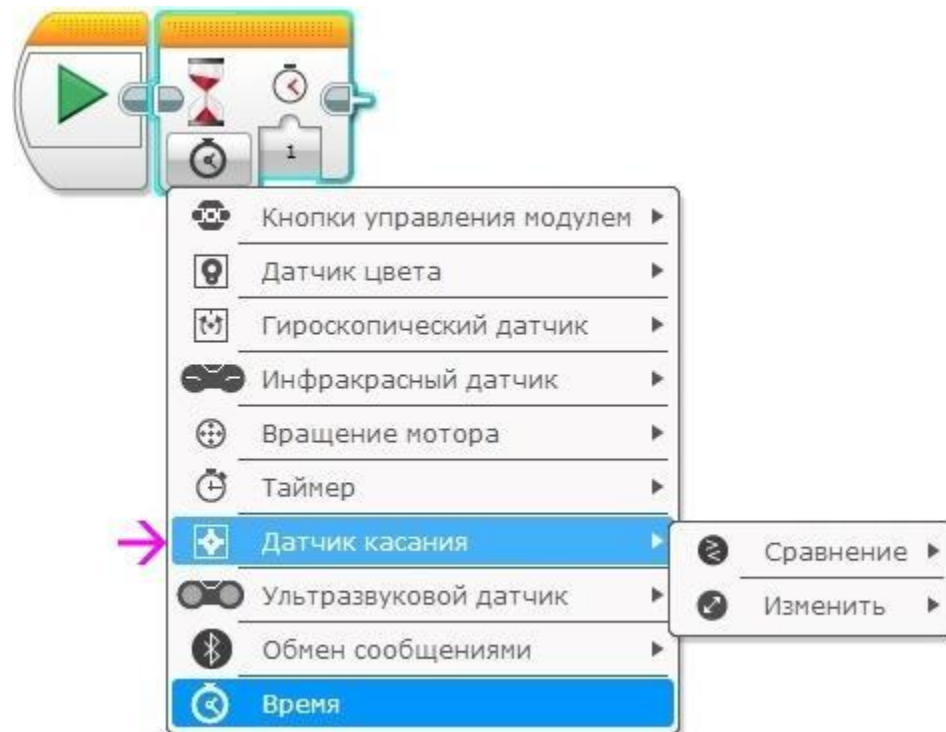 1
Кнопки управления модулем
Датчик цвета
Гироскопический датчик
Инфракрасный датчик
Вращение мотора
Таймер
Датчик касания
Сравнение
Ультразвуковой датчик
Изменить
Обмен сообщениями
Время